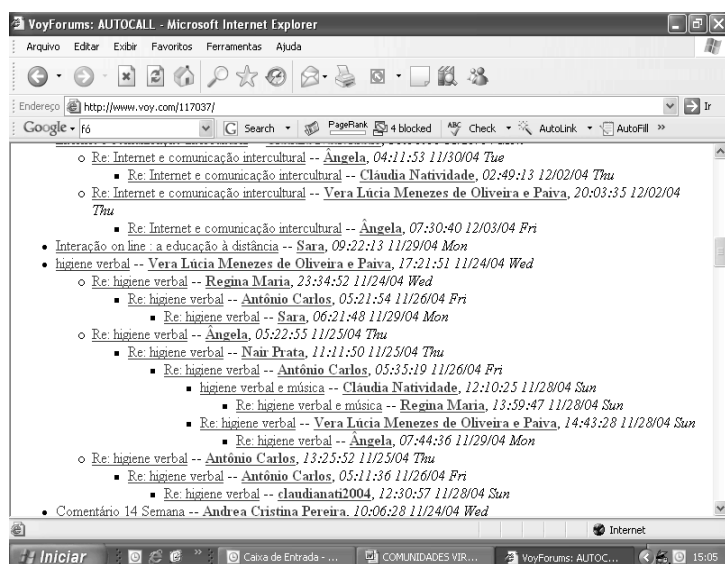 VoyForums: AUTOCALL - Microsoft Internet Explorer
Arquivo Editar Exibir Favoritos Ferramentas Ajuda
Endereço http://www.voy.com/117037/ Ir
Google fó Search PageRank 4 blocked ABC Check AutoLink AutoFill »
Re: Internet e comunicação intercultural -- Ângela, 04:11:53 11/30/04 Tue
Re: Internet e comunicação intercultural -- Cláudia Natividade, 02:49:13 12/02/04 Thu
Re: Internet e comunicação intercultural -- Vera Lúcia Menezes de Oliveira e Paiva, 20:03:35 12/02/04
Thu
Re: Internet e comunicação intercultural -- Ângela, 07:30:40 12/03/04 Fri
Interação on line : a educação à distância -- Sara, 09:22:13 11/29/04 Mon
higiene verbal -- Vera Lúcia Menezes de Oliveira e Paiva, 17:21:51 11/24/04 Wed
Re: higiene verbal -- Regina Maria, 23:34:52 11/24/04 Wed
Re: higiene verbal -- Antônio Carlos, 05:21:54 11/26/04 Fri
Re: higiene verbal -- Sara, 06:21:48 11/29/04 Mon
Re: higiene verbal -- Ângela, 05:22:55 11/25/04 Thu
Re: higiene verbal -- Nair Prata, 11:11:50 11/25/04 Thu
Re: higiene verbal -- Antônio Carlos, 05:35:19 11/26/04 Fri
higiene verbal e música -- Cláudia Natividade, 12:10:25 11/28/04 Sun
Re: higiene verbal e música -- Regina Maria, 13:59:47 11/28/04 Sun
Re: higiene verbal -- Vera Lúcia Menezes de Oliveira e Paiva, 14:43:28 11/28/04 Sun
Re: higiene verbal -- Ângela, 07:44:36 11/29/04 Mon
Re: higiene verbal -- Antônio Carlos, 13:25:52 11/25/04 Thu
Re: higiene verbal -- Antônio Carlos, 05:11:36 11/26/04 Fri
Re: higiene verbal -- claudianati2004, 12:30:57 11/28/04 Sun
Comentário 14 Semana -- Andrea Cristina Pereira, 10:06:28 11/24/04 Wed
Internet
Iniciar » Caixa de Entrada - ... COMUNIDADES VIR... VoyForums: AUTOC... 15:05